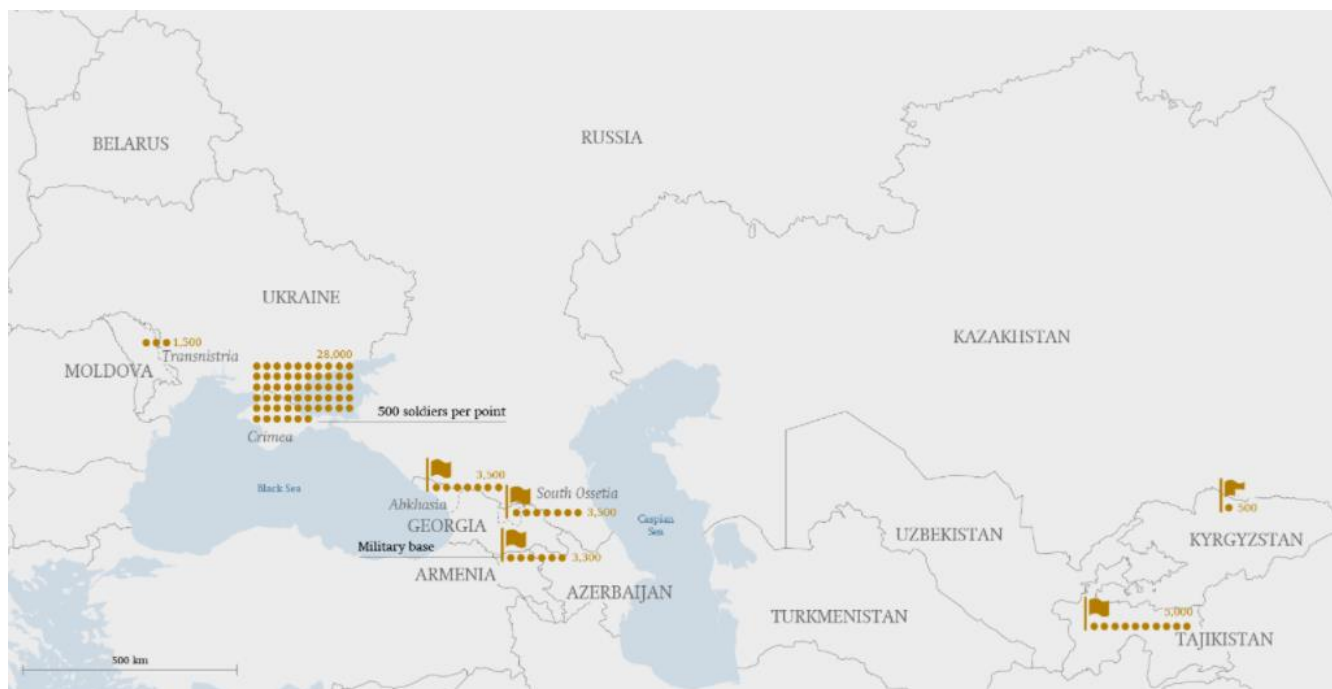 BELARUS
RUSSIA
UKRAINE
KAZAKHSTAN
1,500
Transnistria
MOLDOVA
28,000
500 soldiers per point
Crimea
Black Sea
3,500
Abkhasia
South Ossetia
3,500
GEORGIA
Caspian
Sea
500
UZBEKISTAN
KYRGYZSTAN
Military base
3,300
ARMENIA
AZERBAIJAN
TURKMENISTAN
5,000
TAJIKISTAN
500 km